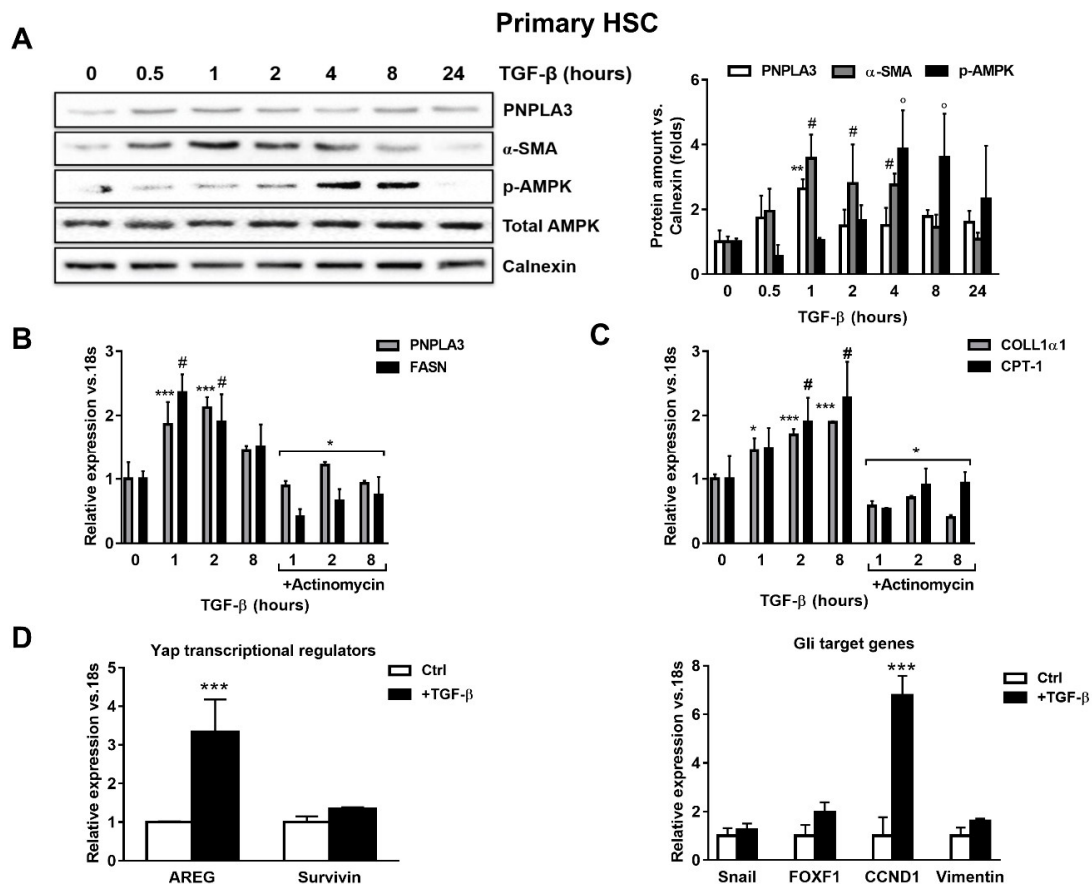 Primary HSC
A
0 0.5 1 2 4 8 24 TGF-β (hours)
PNPLA3
α-SMA
p-AMPK
Total AMPK
Calnexin
PNPLA3 α-SMA p-AMPK
Protein amount vs.
Calnexin (folds)
6
4
2
0
** # # # o o
0 0.5 1 2 4 8 24
TGF-β (hours)
B
PNPLA3
FASN
Relative expression vs.18s
3
2
1
0
*** # *** # *
0 1 2 8 1 2 8
+Actinomycin
TGF-β (hours)
C
COLL1α1
CPT-1
Relative expression vs.18s
3
2
1
0
* *** # *** # *
0 1 2 8 1 2 8
+Actinomycin
TGF-β (hours)
D
Yap transcriptional regulators
Ctrl
+TGF-β
Relative expression vs.18s
5
4
3
2
1
0
***
AREG Survivin
Gli target genes
Ctrl
+TGF-β
Relative expression vs.18s
8
6
4
2
0
***
Snail FOXF1 CCND1 Vimentin